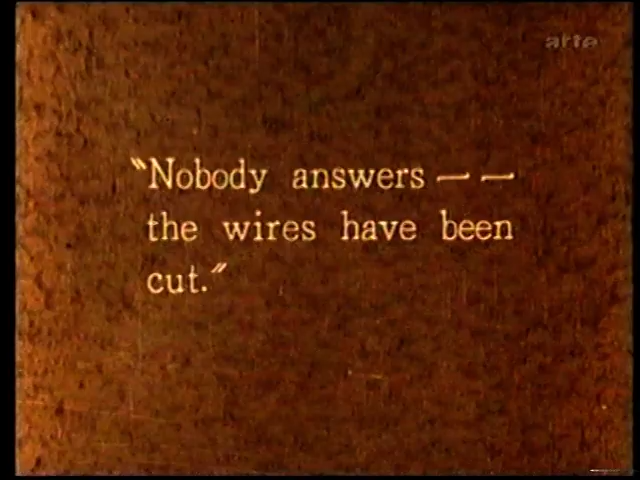 arte
"Nobody answers — —
the wires have been
cut."